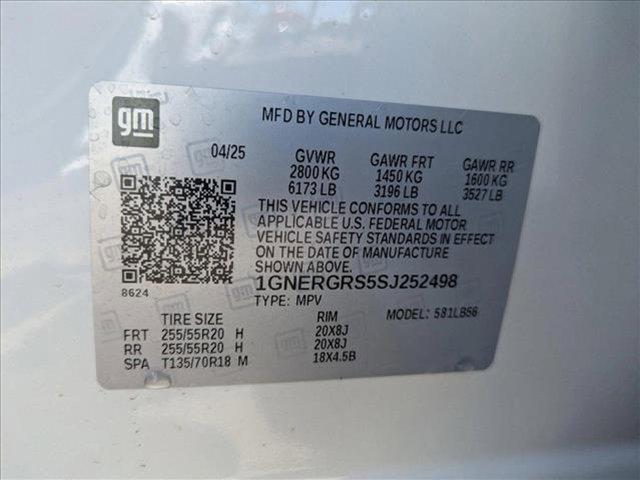 gm
MFD BY GENERAL MOTORS LLC
04/25 GVWR GAWR FRT GAWR RR
2800 KG 1450 KG 1600 KG
6173 LB 3196 LB 3527 LB
THIS VEHICLE CONFORMS TO ALL
APPLICABLE U.S. FEDERAL MOTOR
VEHICLE SAFETY STANDARDS IN EFFECT
ON THE DATE OF MANUFACTURE
SHOWN ABOVE.
8624
1GNERGRS5SJ252498
TYPE: MPV MODEL: 581LB56
TIRE SIZE RIM
FRT 255/55R20 H 20X8J
RR 255/55R20 H 20X8J
SPA T135/70R18 M 18X4.5B